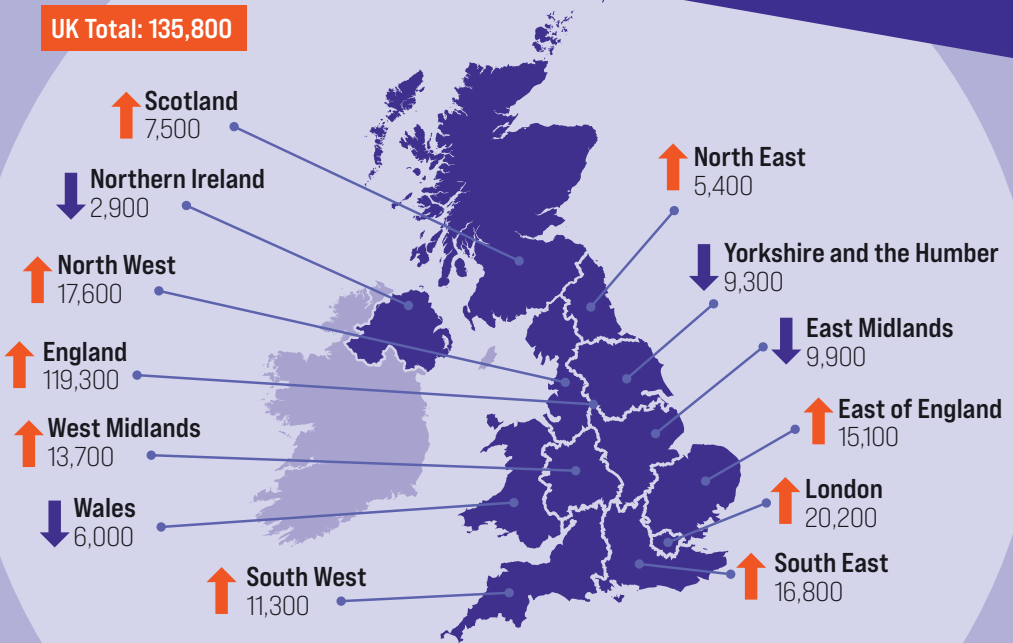 UK Total: 135,800
Scotland
7,500
Northern Ireland
2,900
North West
17,600
England
119,300
West Midlands
13,700
Wales
6,000
South West
11,300
North East
5,400
Yorkshire and the Humber
9,300
East Midlands
9,900
East of England
15,100
London
20,200
South East
16,800